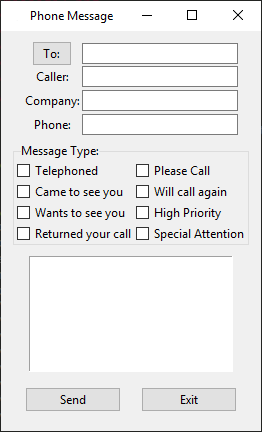 Phone Message
To:
Caller:
Company:
Phone:
Message Type:
Telephoned Please Call
Came to see you Will call again
Wants to see you High Priority
Returned your call Special Attention
Send Exit